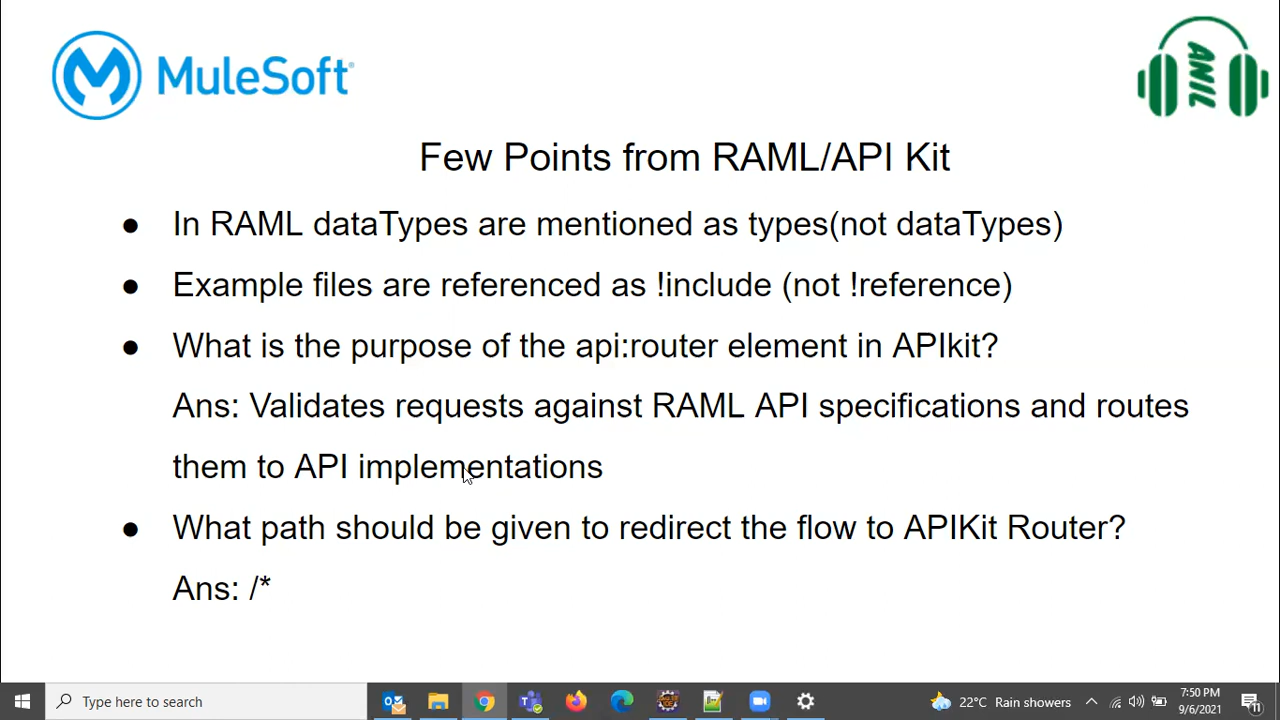 MuleSoft
ANIL
Few Points from RAML/API Kit
● In RAML dataTypes are mentioned as types(not dataTypes)
● Example files are referenced as !include (not !reference)
● What is the purpose of the api:router element in APIkit?
Ans: Validates requests against RAML API specifications and routes
them to API implementations
● What path should be given to redirect the flow to APIKit Router?
Ans: /*
Type here to search
22°C Rain showers
7:50 PM
9/6/2021
11